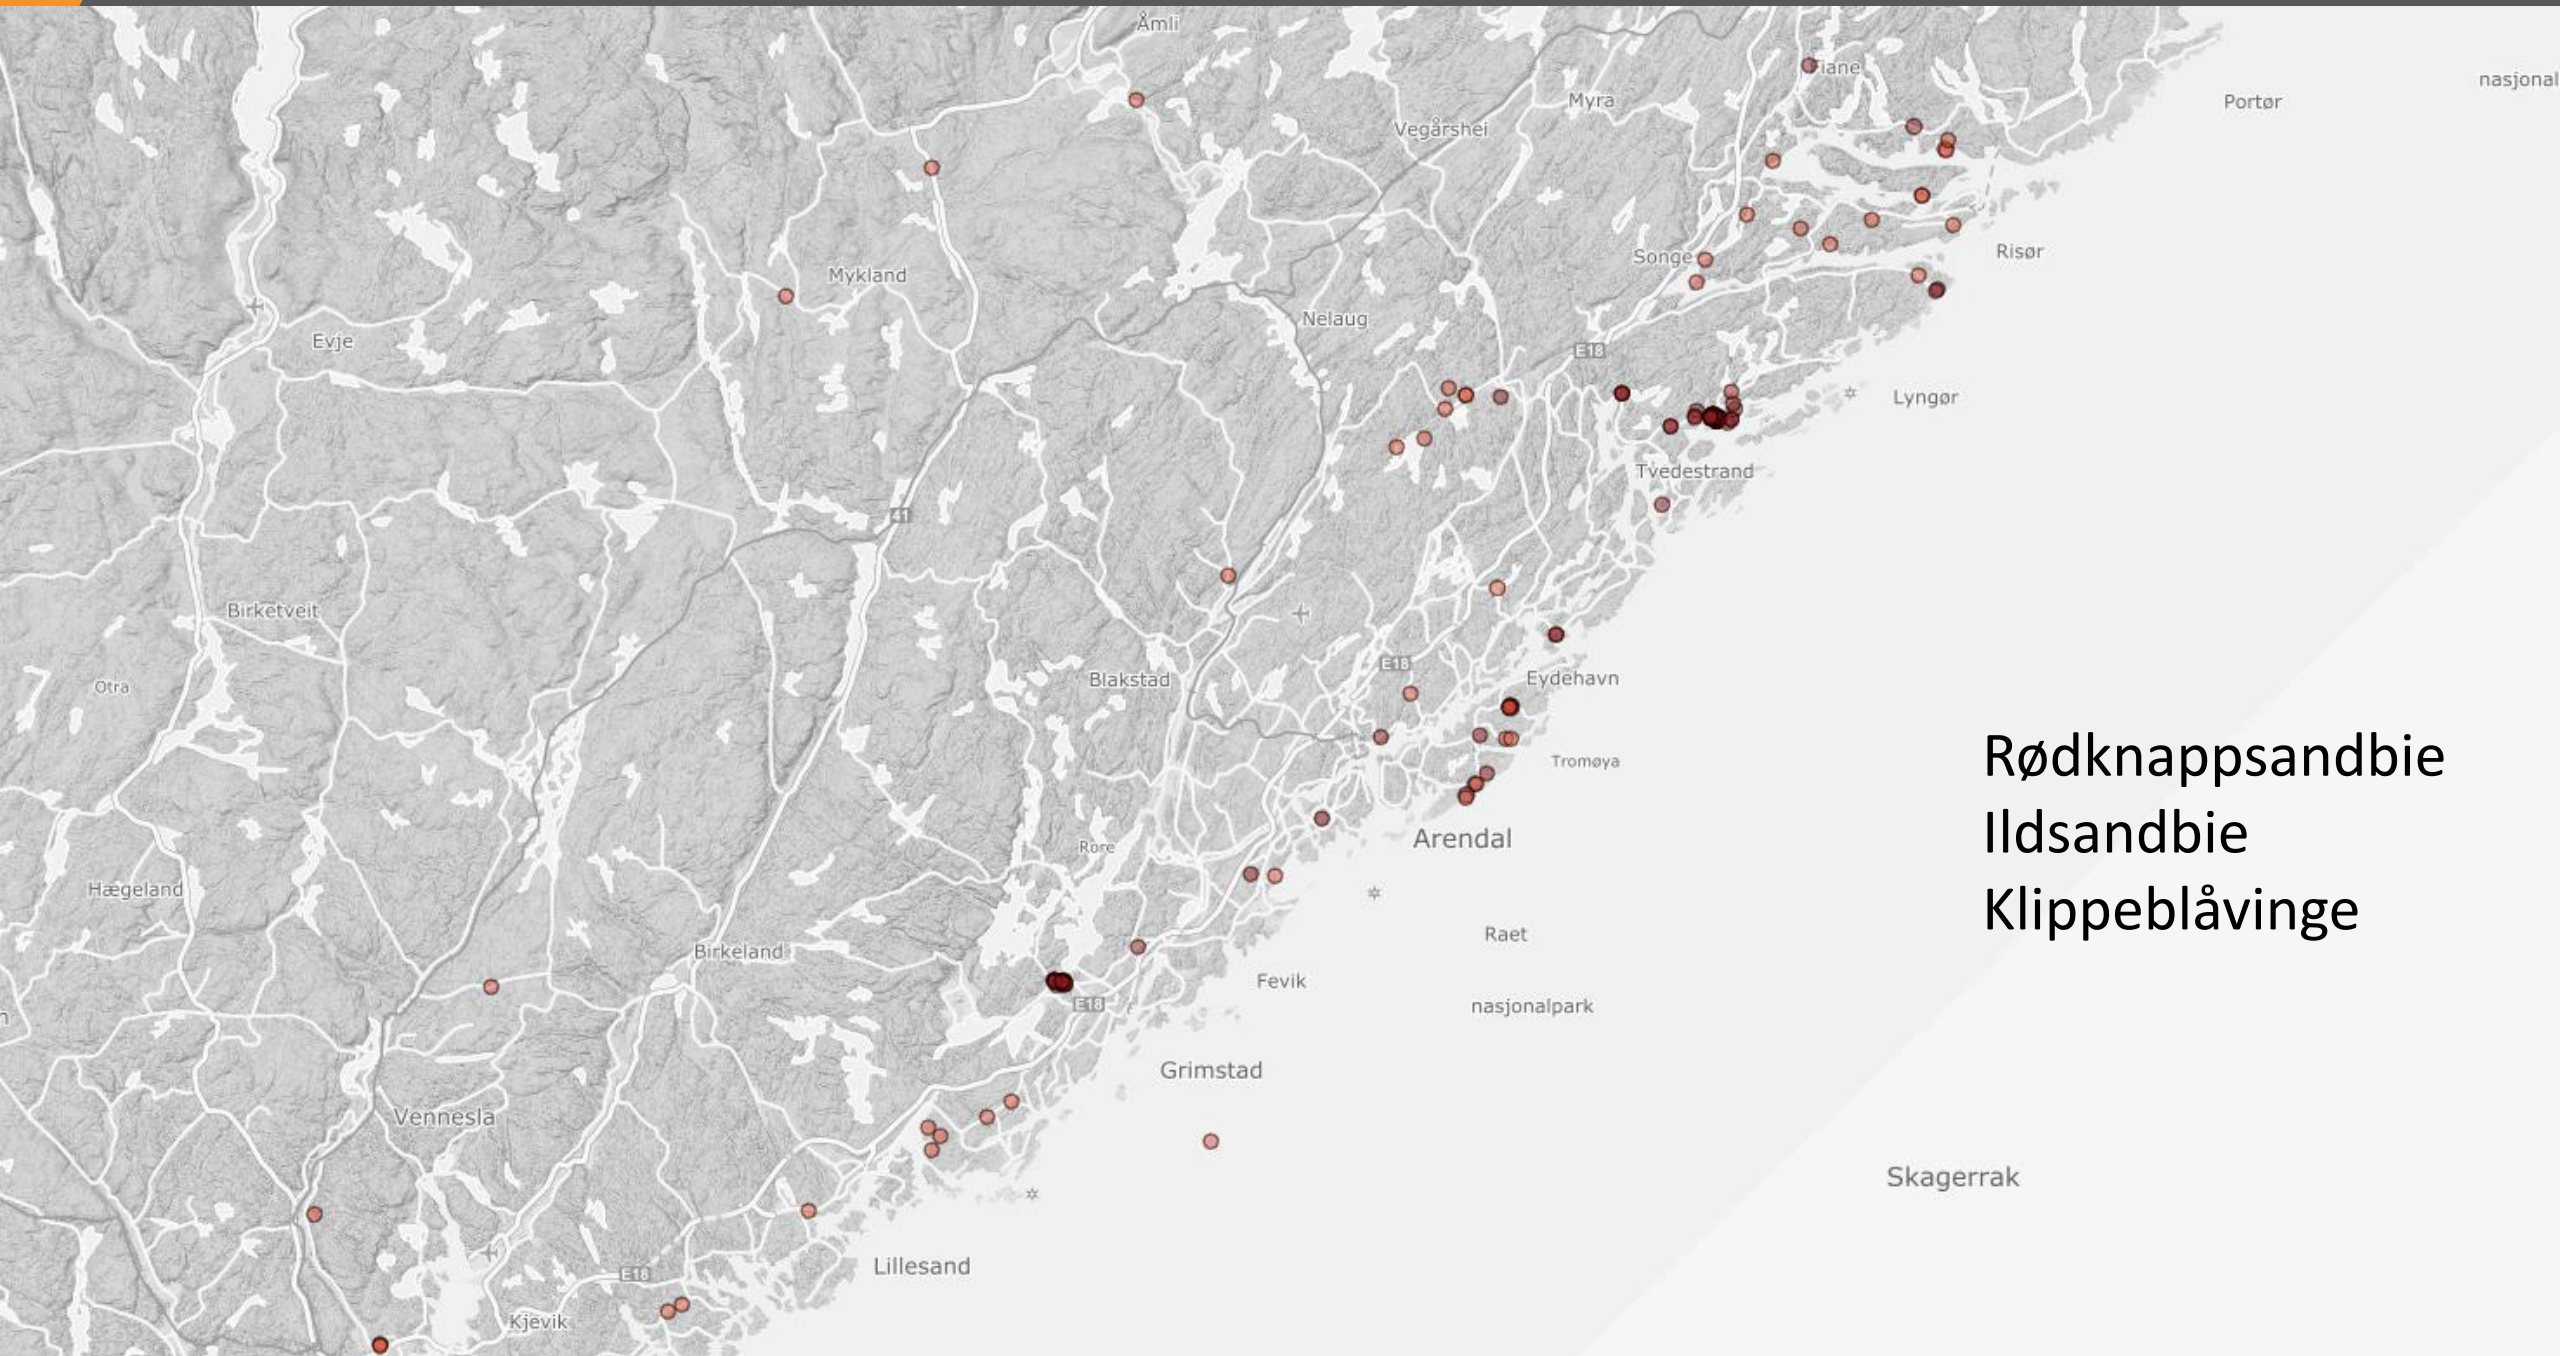 Åmli
Fiane
nasjonal
Portør
Myra
Vegårshei
Risør
Songe
Mykland
Nelaug
Evje
E18
Lyngør
Tvedestrand
41
Birketveit
E18
Blakstad
Eydehavn
Otra
Rødknappsandbie
Tromøya
Ildsandbie
Arendal
Rore
Hægeland
Klippeblåvinge
Raet
Birkeland
Fevik
E18
nasjonalpark
Grimstad
Vennesla
Skagerrak
Lillesand
E18
Kjevik